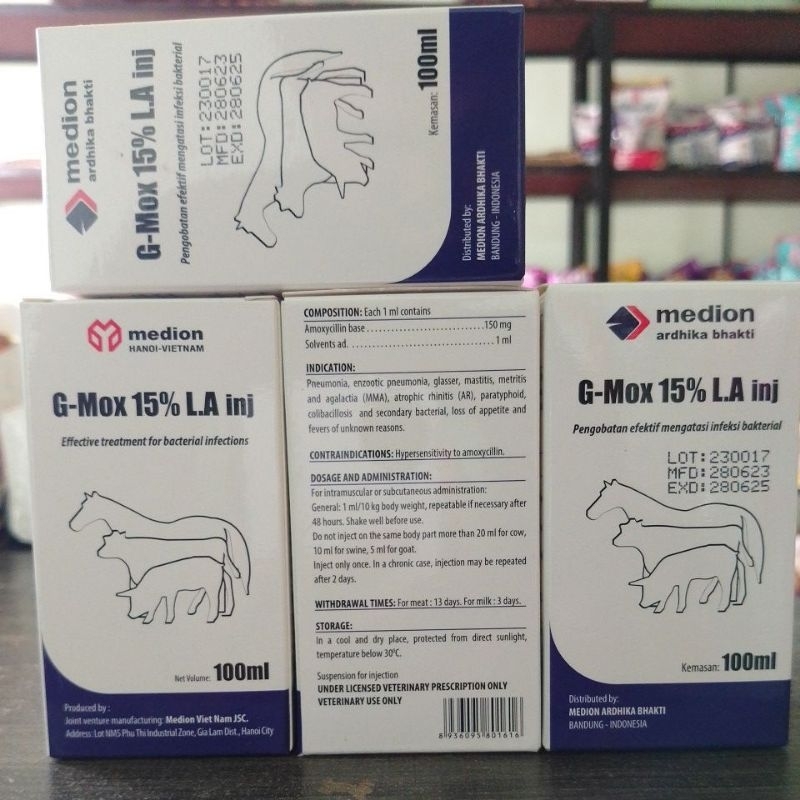 medion
ardhika bhakti
G-Mox 15% L.A inj
Pengobatan efektif mengatasi infeksi bakterial
LOT:230017
MFD:280623
EXD:280625
Kemasan: 100ml
Distributed by:
MEDION ARDHIKA BHAKTI
BANDUNG - INDONESIA
medion
HANOI-VIETNAM
G-Mox 15% L.A inj
Effective treatment for bacterial infections
Net Volume: 100ml
Produced by :
Joint venture manufacturing: Medion Viet Nam JSC.
Address: Lot NM5 Phu Thi Industrial Zone, Gia Lam Dist., Hanoi City
COMPOSITION: Each 1 ml contains
Amoxycillin base ............................150 mg
Solvents ad. .................................... 1 ml
INDICATION:
Pneumonia, enzootic pneumonia, glasser, mastitis, metritis
and agalactia (MMA), atrophic rhinitis (AR), paratyphoid,
colibacillosis and secondary bacterial, loss of appetite and
fevers of unknown reasons.
CONTRAINDICATIONS: Hypersensitivity to amoxycillin.
DOSAGE AND ADMINISTRATION:
For intramuscular or subcutaneous administration:
General: 1 ml/10 kg body weight, repeatable if necessary after
48 hours. Shake well before use.
Do not inject on the same body part more than 20 ml for cow,
10 ml for swine, 5 ml for goat.
Inject only once. In a chronic case, injection may be repeated
after 2 days.
WITHDRAWAL TIMES: For meat : 13 days. For milk : 3 days.
STORAGE:
In a cool and dry place, protected from direct sunlight,
temperature below 30°C.
Suspension for injection
UNDER LICENSED VETERINARY PRESCRIPTION ONLY
VETERINARY USE ONLY
8 936095 801616
medion
ardhika bhakti
G-Mox 15% L.A inj
Pengobatan efektif mengatasi infeksi bakterial
LOT:230017
MFD:280623
EXD:280625
Kemasan: 100ml
Distributed by:
MEDION ARDHIKA BHAKTI
BANDUNG - INDONESIA